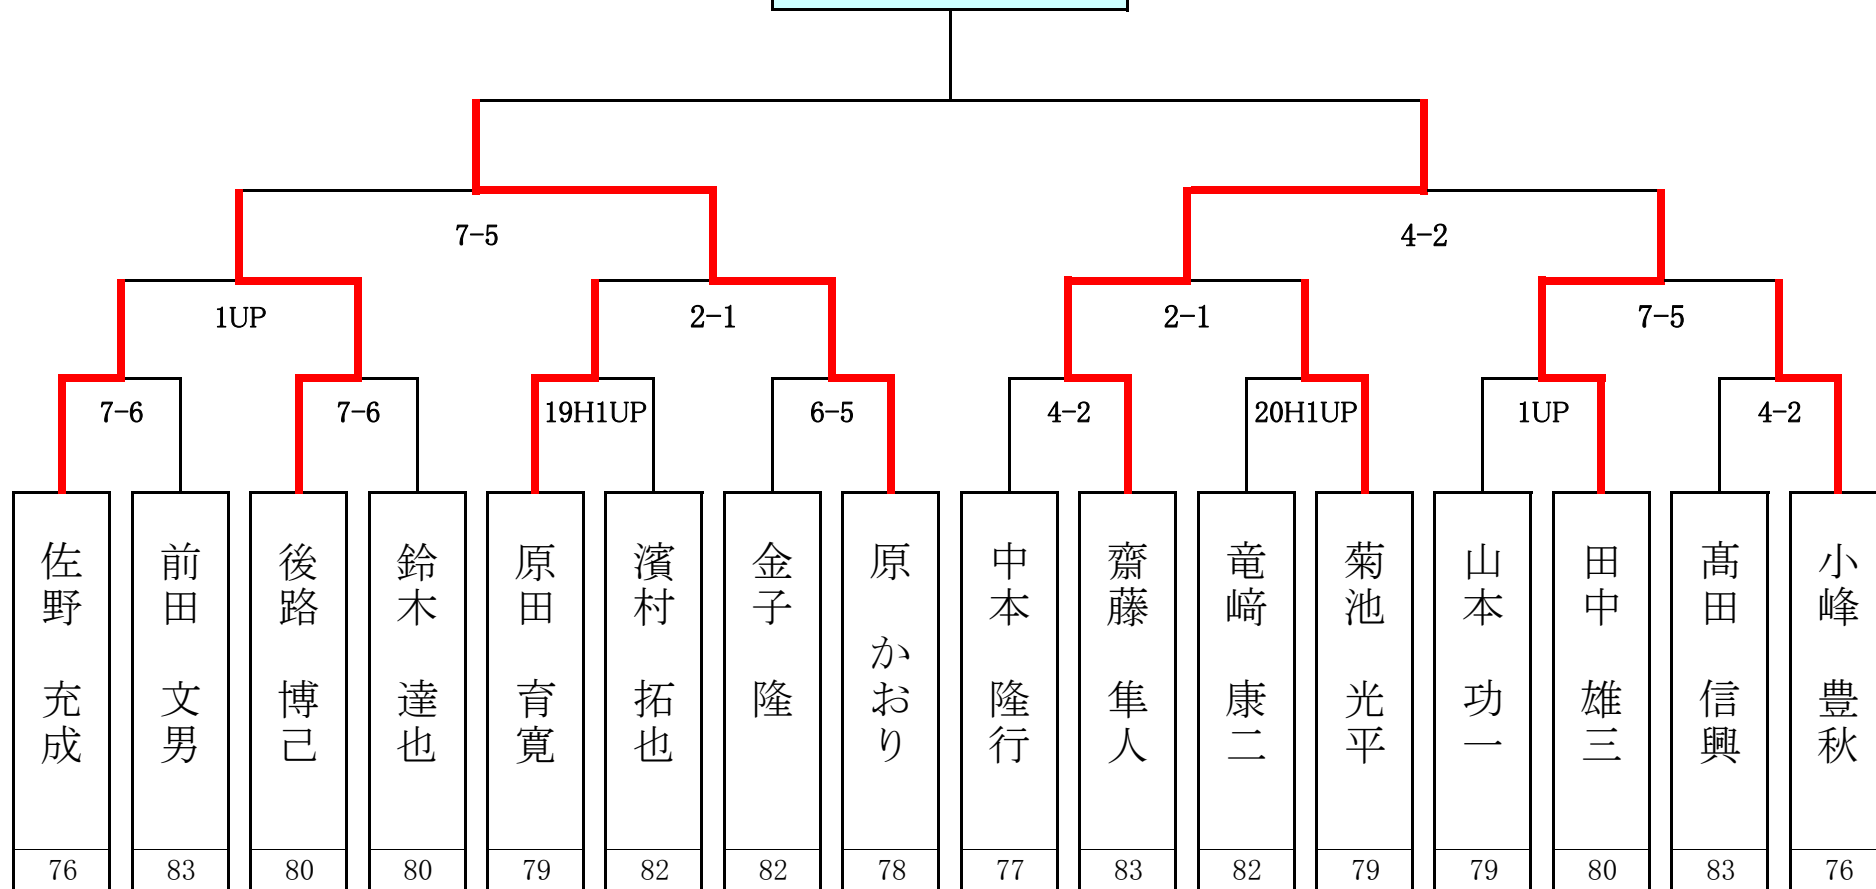 7-5 4-2
1UP 2-1 2-1 7-5
7-6 7-6 19H1UP 6-5 4-2 20H1UP 1UP 4-2
佐野 充成
前田 文男
後路 博己
鈴木 達也
原田 育寛
濱村 拓也
金子 隆
原 かおり
中本 隆行
齋藤 隼人
竜﨑 康二
菊池 光平
山本 功一
田中 雄三
髙田 信興
小峰 豊秋
76 83 80 80 79 82 82 78 77 83 82 79 79 80 83 76